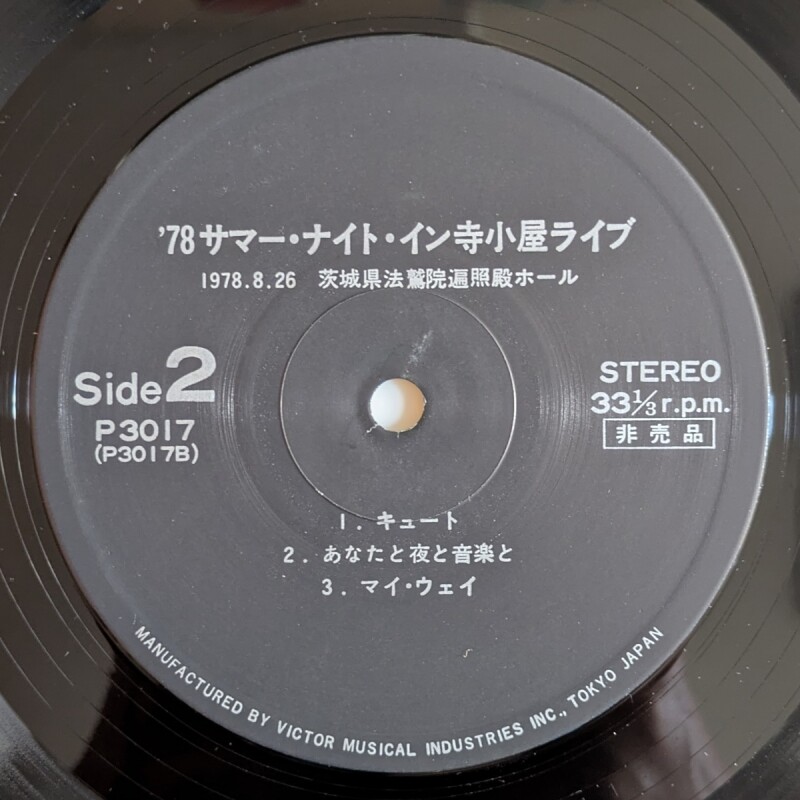 '78サマー・ナイト・イン寺小屋ライブ
1978.8.26 茨城県法鷲院遍照殿ホール
Side2
P3017
(P3017B)
STEREO
33⅓r.p.m.
非売品
1. キュート
2. あなたと夜と音楽と
3. マイ・ウェイ
MANUFACTURED BY VICTOR MUSICAL INDUSTRIES INC., TOKYO JAPAN